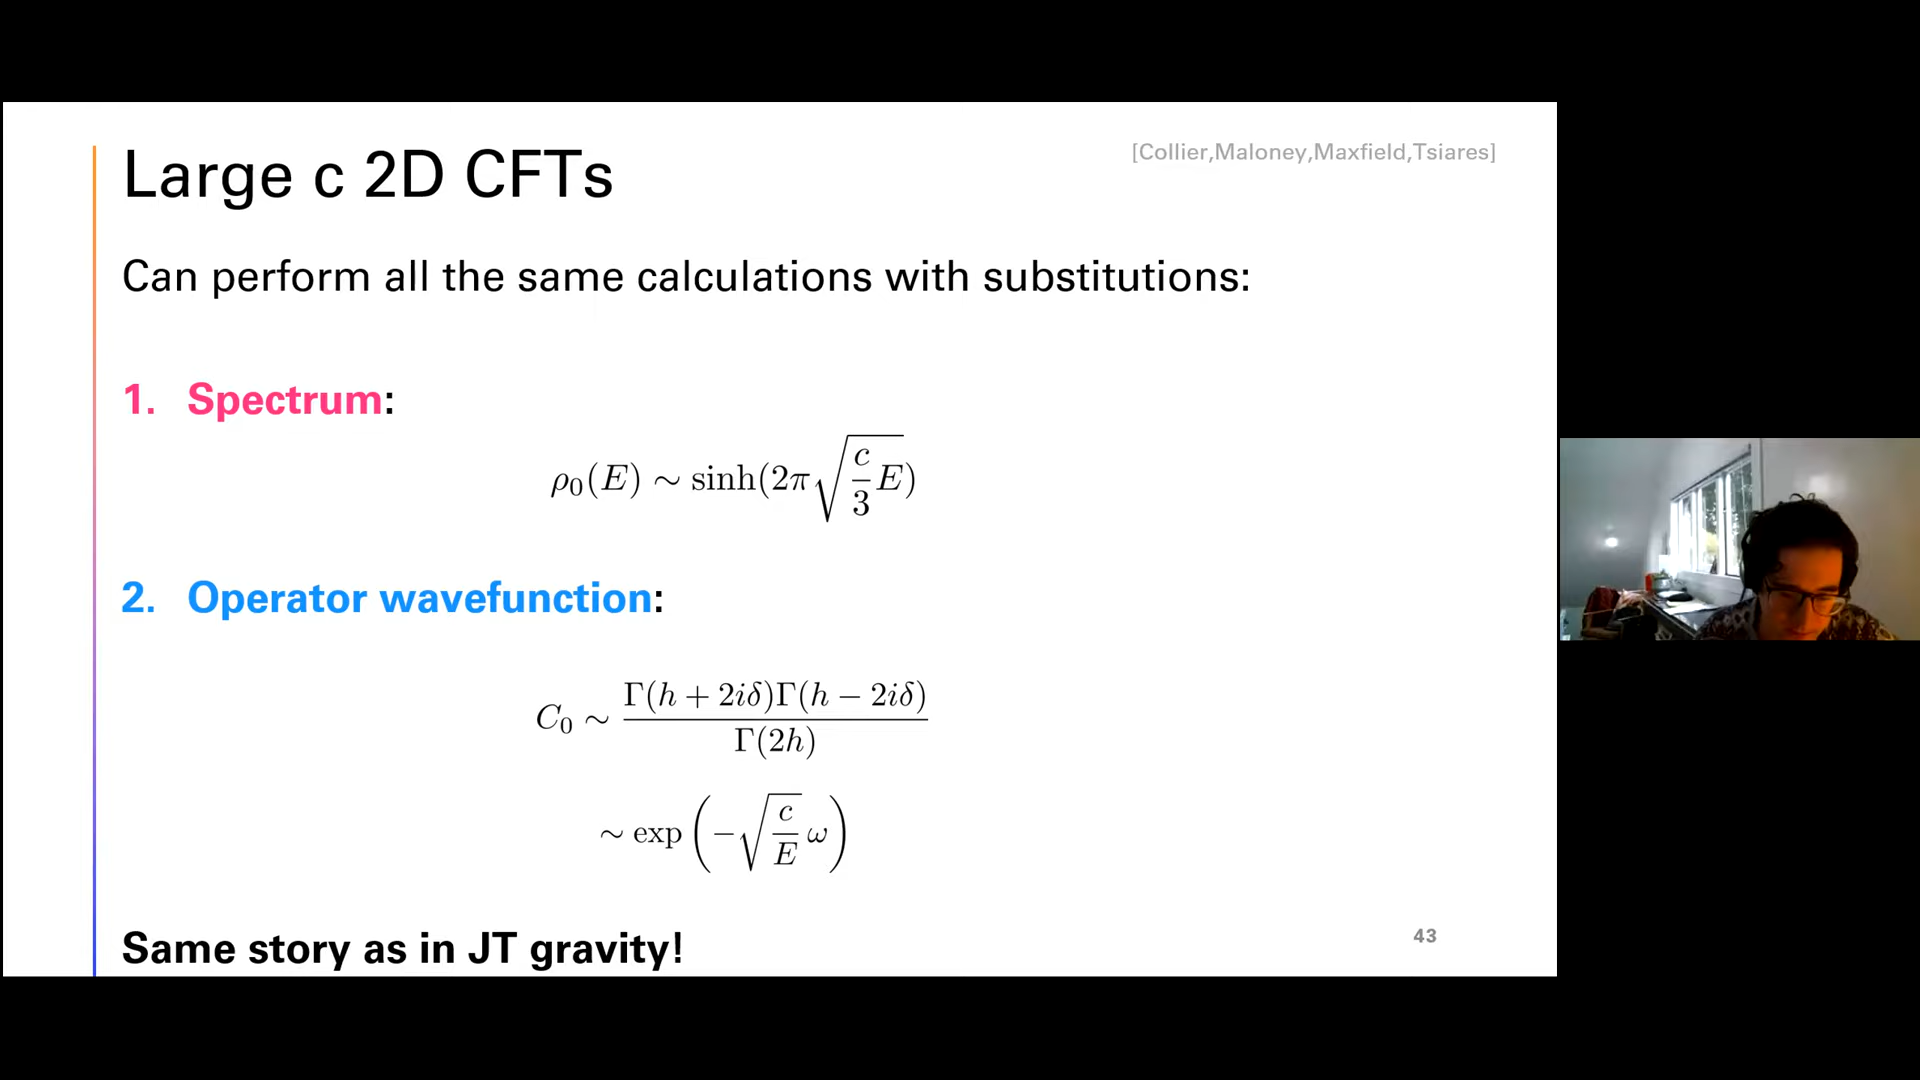 Large c 2D CFTs
[Collier,Maloney,Maxfield,Tsiares]
Can perform all the same calculations with substitutions:
1. Spectrum:
ρ₀(E) ∼ sinh(2π√(c/3 E))
2. Operator wavefunction:
C₀ ∼ Γ(h + 2iδ)Γ(h − 2iδ) / Γ(2h)
∼ exp(−√(c/E) ω)
Same story as in JT gravity!
43